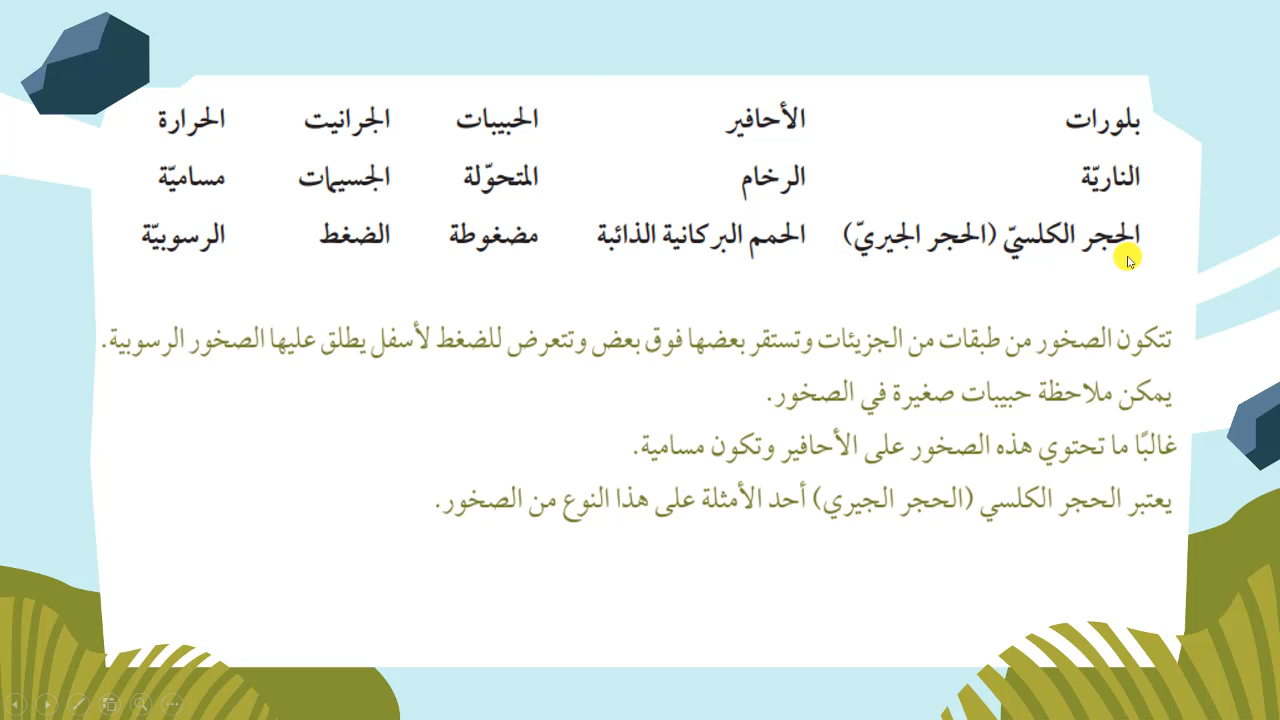 بلورات الأحافير الحبيبات الجرانيت الحرارة
الناريّة الرخام المتحوّلة الجسيمات مساميّة
الحجر الكلسيّ (الحجر الجيريّ) الحمم البركانية الذائبة مضغوطة الضغط الرسوبيّة
تتكون الصخور من طبقات من الجزيئات وتستقر بعضها فوق بعض وتتعرض للضغط لأسفل يطلق عليها الصخور الرسوبية.
يمكن ملاحظة حبيبات صغيرة في الصخور.
غالبًا ما تحتوي هذه الصخور على الأحافير وتكون مسامية.
يعتبر الحجر الكلسي (الحجر الجيري) أحد الأمثلة على هذا النوع من الصخور.